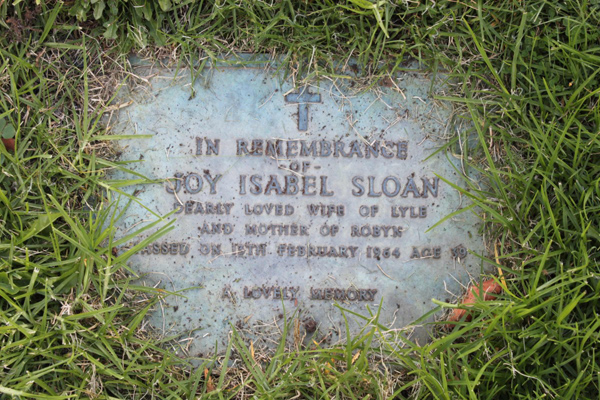 IN REMEMBRANCE
-OF-
JOY ISABEL SLOAN
DEARLY LOVED WIFE OF LYLE
AND MOTHER OF ROBYN
PASSED ON 12TH FEBRUARY 1964 AGE
A LOVELY MEMORY